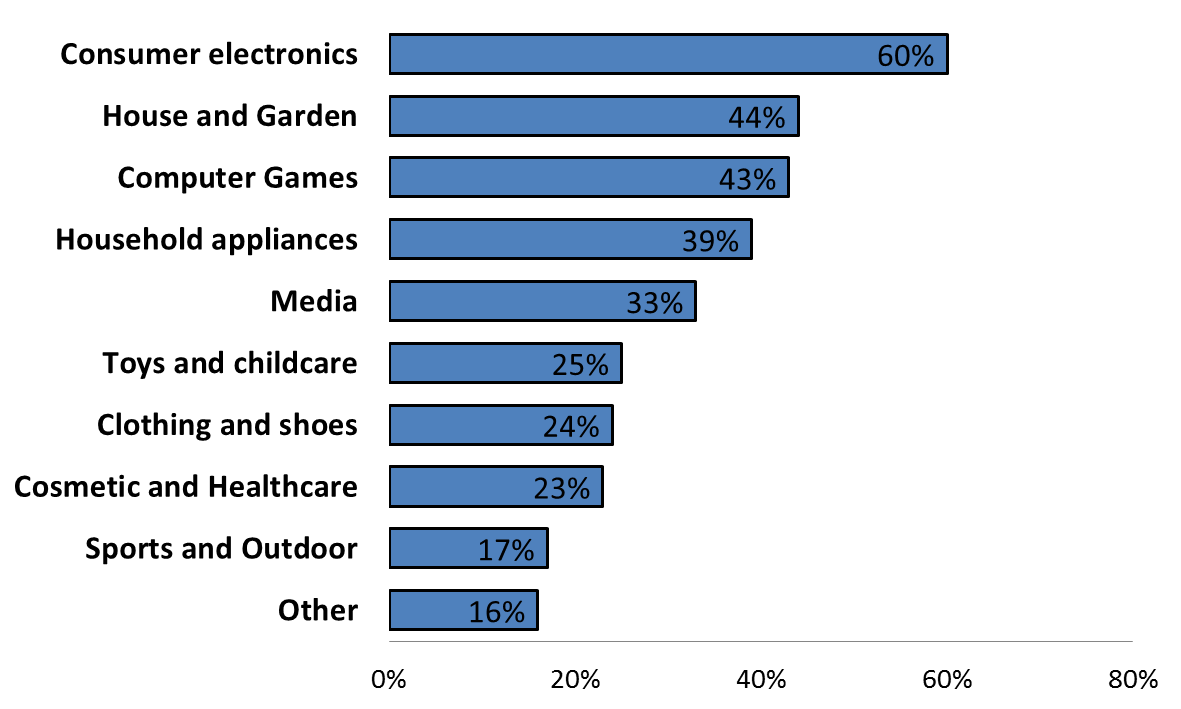 Consumer electronics 60%
House and Garden 44%
Computer Games 43%
Household appliances 39%
Media 33%
Toys and childcare 25%
Clothing and shoes 24%
Cosmetic and Healthcare 23%
Sports and Outdoor 17%
Other 16%
0% 20% 40% 60% 80%